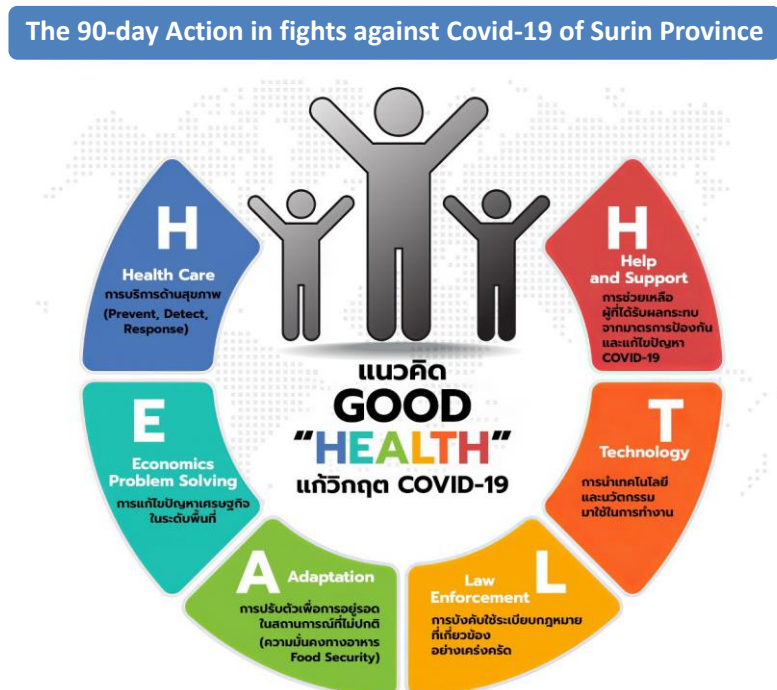 The 90-day Action in fights against Covid-19 of Surin Province
H
Health Care
การบริการด้านสุขภาพ
(Prevent, Detect,
Response)
E
Economics
Problem Solving
การแก้ไขปัญหาเศรษฐกิจ
ในระดับพื้นที่
A
Adaptation
การปรับตัวเพื่อการอยู่รอด
ในสถานการณ์ที่ไม่ปกติ
(ความมั่นคงทางอาหาร
Food Security)
L
Law
Enforcement
การบังคับใช้ระเบียบกฎหมาย
ที่เกี่ยวข้อง
อย่างเคร่งครัด
T
Technology
การนำเทคโนโลยี
และนวัตกรรม
มาใช้ในการทำงาน
H
Help
and Support
การช่วยเหลือ
ผู้ที่ได้รับผลกระทบ
จากมาตรการป้องกัน
และแก้ไขปัญหา
COVID-19
แนวคิด
GOOD
"HEALTH"
แก้วิกฤต COVID-19